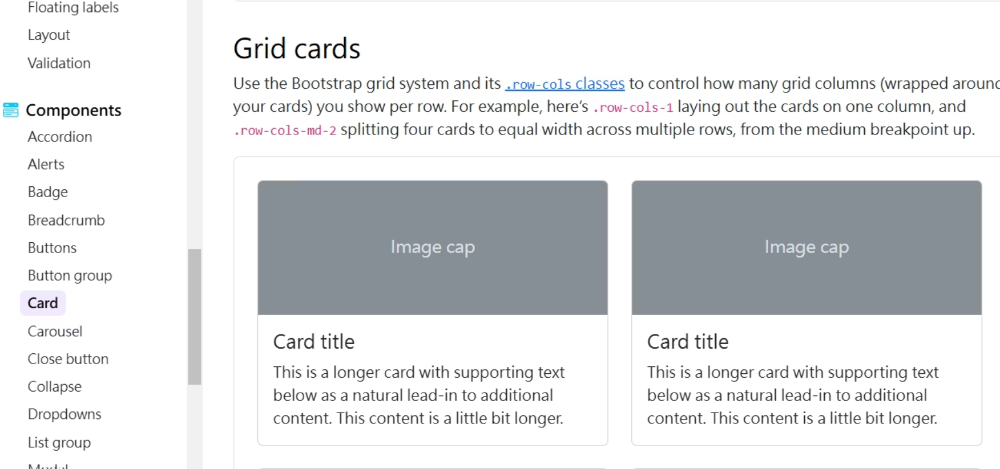 Floating labels
Layout
Validation
Components
Accordion
Alerts
Badge
Breadcrumb
Buttons
Button group
Card
Carousel
Close button
Collapse
Dropdowns
List group
Grid cards
Use the Bootstrap grid system and its .row-cols classes to control how many grid columns (wrapped around
your cards) you show per row. For example, here’s .row-cols-1 laying out the cards on one column, and
.row-cols-md-2 splitting four cards to equal width across multiple rows, from the medium breakpoint up.
Image cap
Card title
This is a longer card with supporting text
below as a natural lead-in to additional
content. This content is a little bit longer.
Image cap
Card title
This is a longer card with supporting text
below as a natural lead-in to additional
content. This content is a little bit longer.